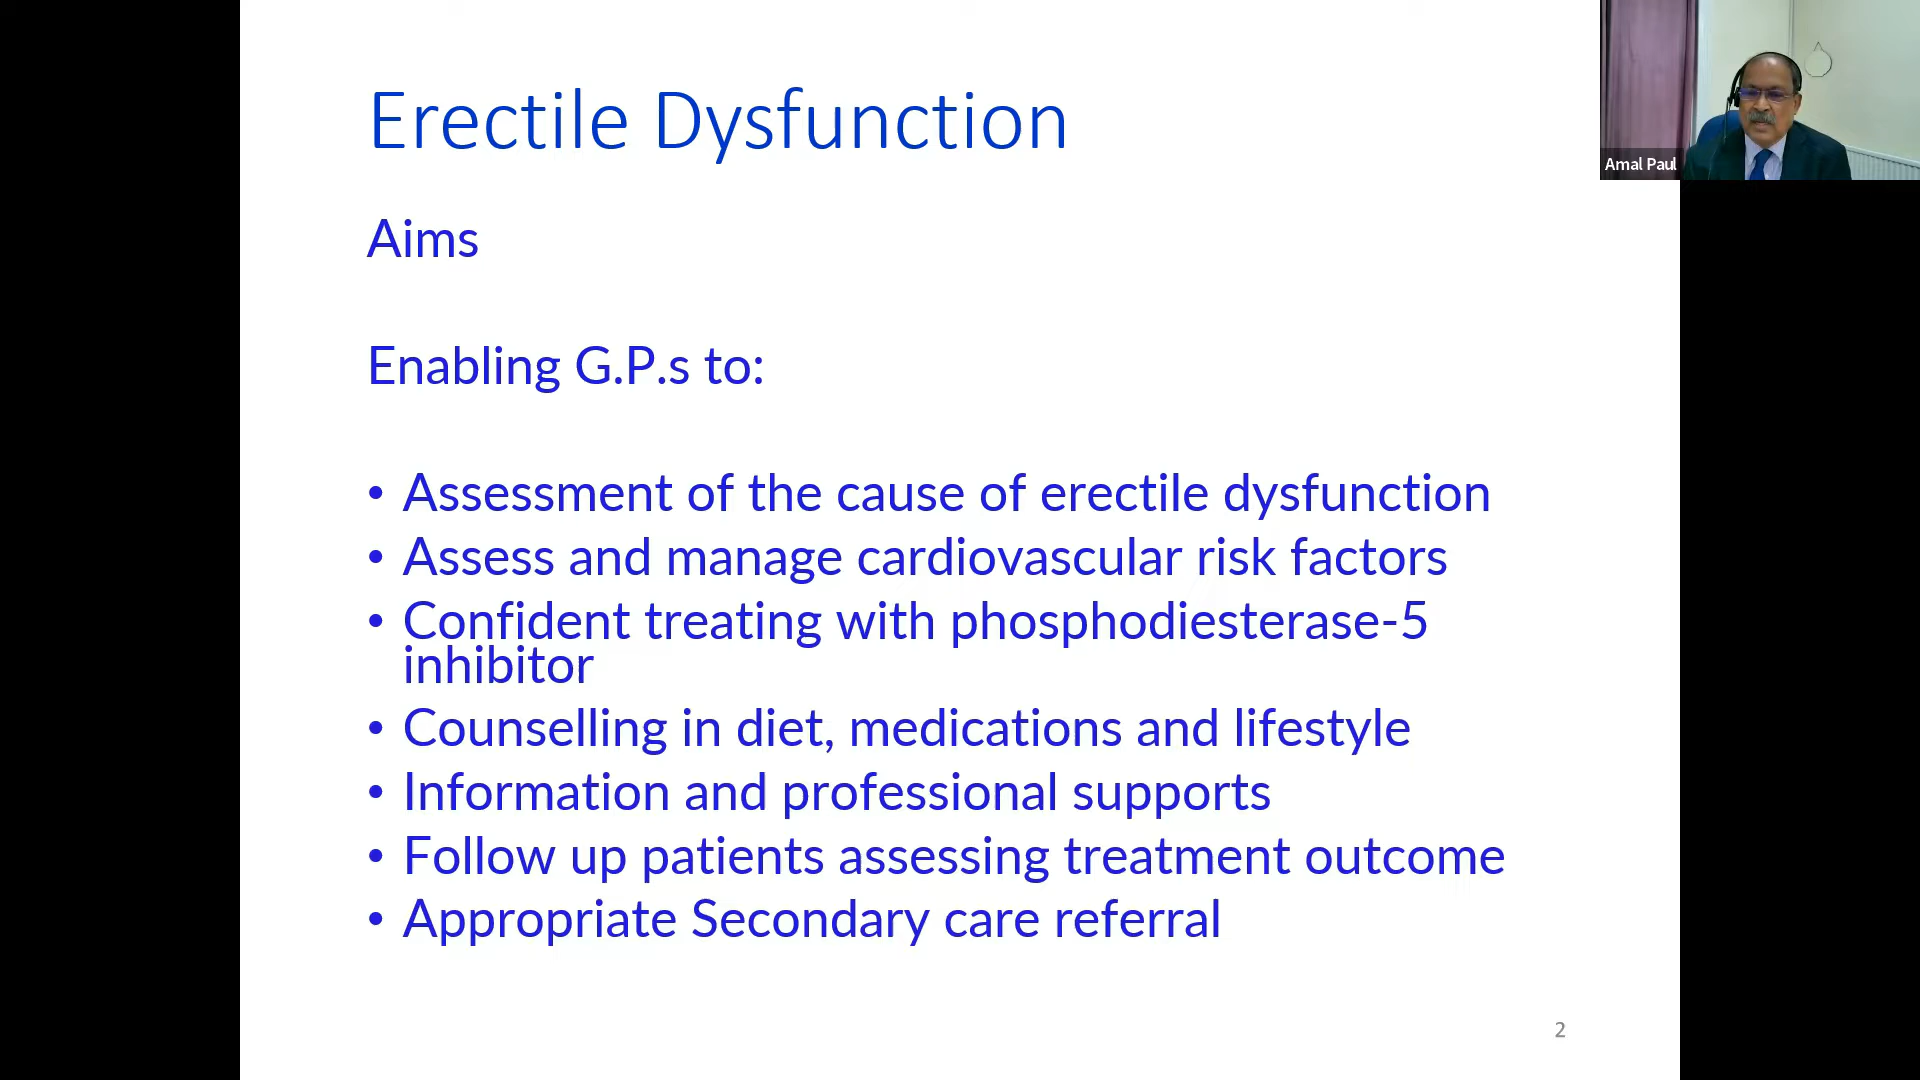 Erectile Dysfunction
Amal Paul
Aims
Enabling G.P.s to:
• Assessment of the cause of erectile dysfunction
• Assess and manage cardiovascular risk factors
• Confident treating with phosphodiesterase-5
inhibitor
• Counselling in diet, medications and lifestyle
• Information and professional supports
• Follow up patients assessing treatment outcome
• Appropriate Secondary care referral
2